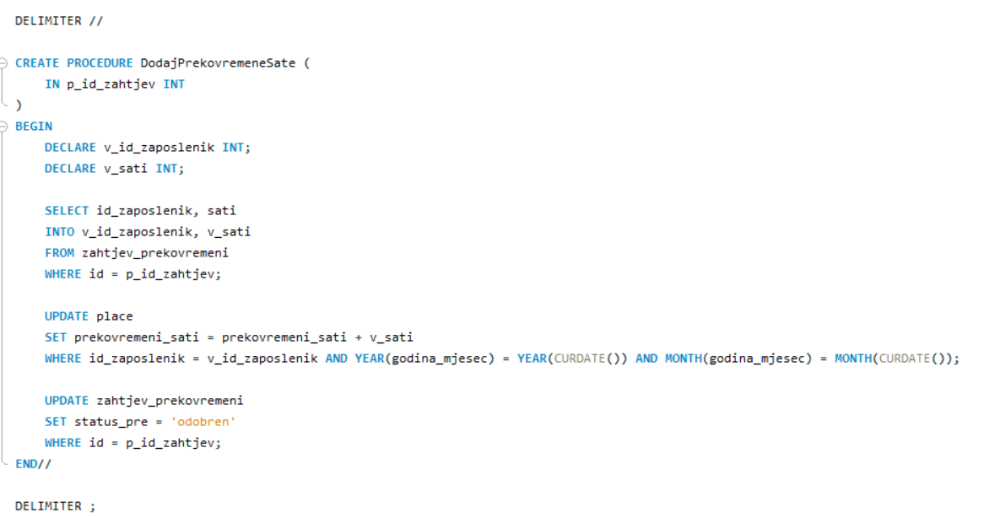 DELIMITER //
CREATE PROCEDURE DodajPrekovremeneSate (
IN p_id_zahtjev INT
)
BEGIN
DECLARE v_id_zaposlenik INT;
DECLARE v_sati INT;
SELECT id_zaposlenik, sati
INTO v_id_zaposlenik, v_sati
FROM zahtjev_prekovremeni
WHERE id = p_id_zahtjev;
UPDATE place
SET prekovremeni_sati = prekovremeni_sati + v_sati
WHERE id_zaposlenik = v_id_zaposlenik AND YEAR(godina_mjesec) = YEAR(CURDATE()) AND MONTH(godina_mjesec) = MONTH(CURDATE());
UPDATE zahtjev_prekovremeni
SET status_pre = 'odobren'
WHERE id = p_id_zahtjev;
END//
DELIMITER ;